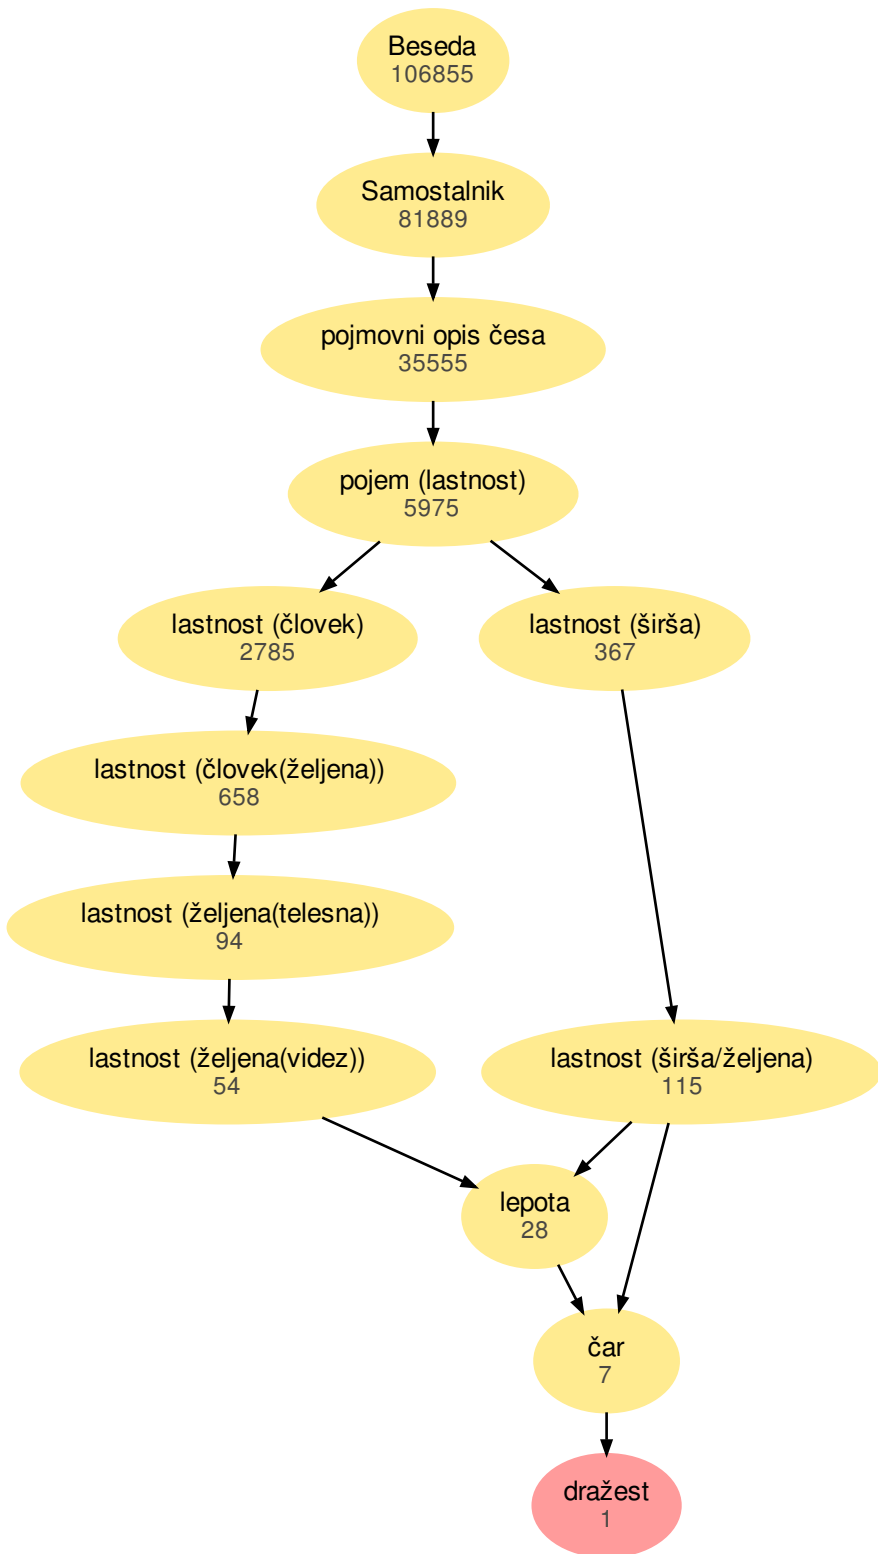 Beseda
106855
Samostalnik
81889
pojmovni opis česa
35555
pojem (lastnost)
5975
lastnost (človek)
2785
lastnost (širša)
367
lastnost (človek(željena))
658
lastnost (željena(telesna))
94
lastnost (željena(videz))
54
lastnost (širša/željena)
115
lepota
28
čar
7
dražest
1